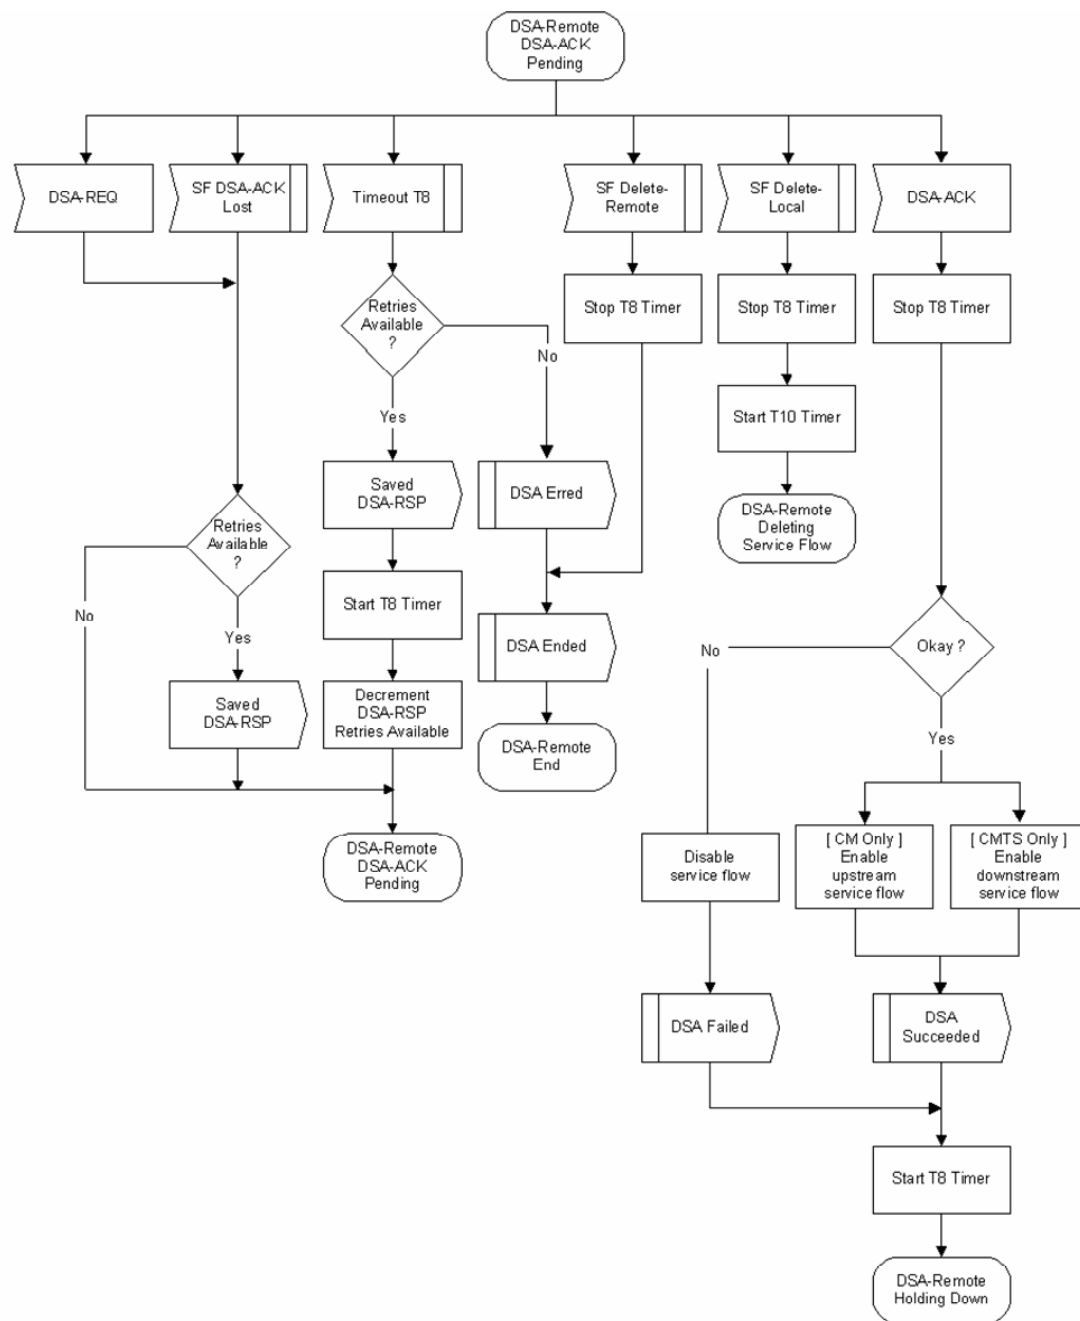 DSA-Remote
DSA-ACK
Pending
DSA-REQ
SF DSA-ACK
Lost
Timeout T8
SF Delete-
Remote
SF Delete-
Local
DSA-ACK
Retries
Available
?
Stop T8 Timer
Stop T8 Timer
Stop T8 Timer
No
Yes
Start T10 Timer
Saved
DSA-RSP
DSA Erred
DSA-Remote
Deleting
Service Flow
Retries
Available
?
Start T8 Timer
No
Yes
DSA Ended
No
Okay ?
Saved
DSA-RSP
Decrement
DSA-RSP
Retries Available
DSA-Remote
End
Yes
DSA-Remote
DSA-ACK
Pending
Disable
service flow
[ CM Only ]
Enable
upstream
service flow
[ CMTS Only ]
Enable
downstream
service flow
DSA Failed
DSA
Succeeded
Start T8 Timer
DSA-Remote
Holding Down